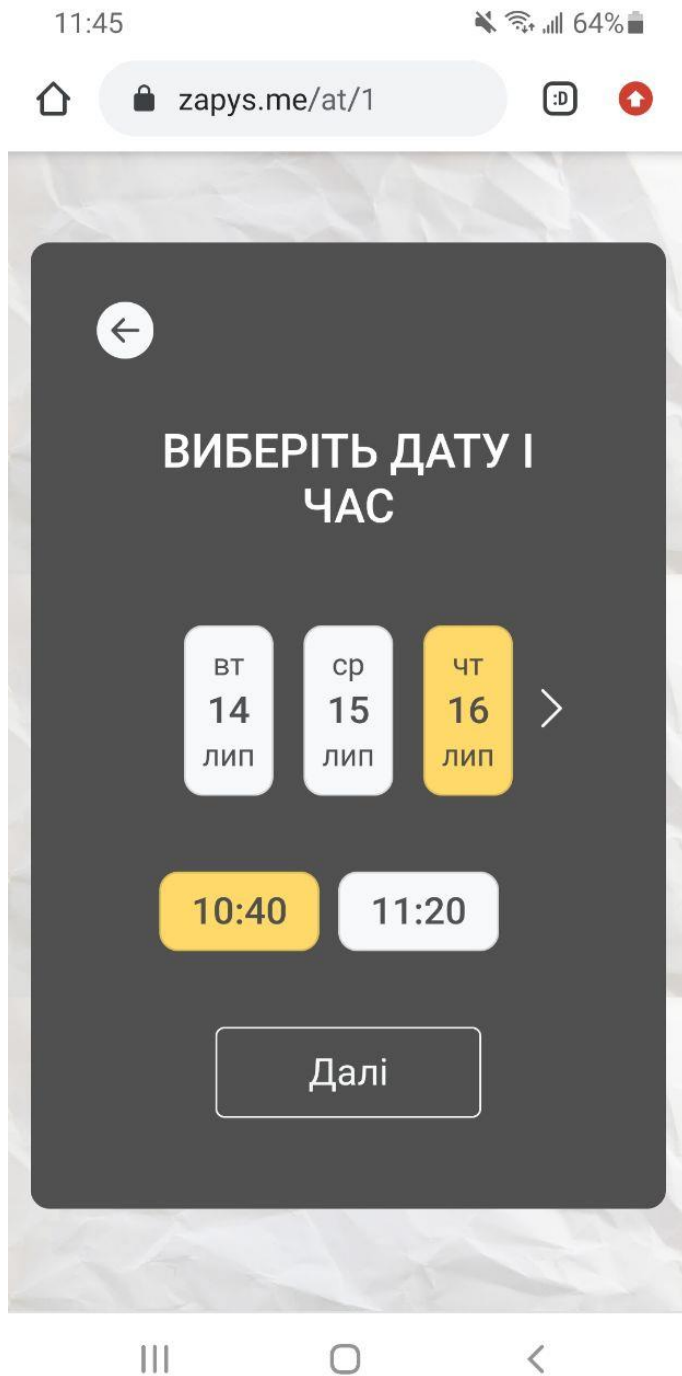 11:45 64%
zapys.me/at/1 :D
ВИБЕРІТЬ ДАТУ І
ЧАС
вт ср чт
14 15 16
лип лип лип
10:40 11:20
Далі